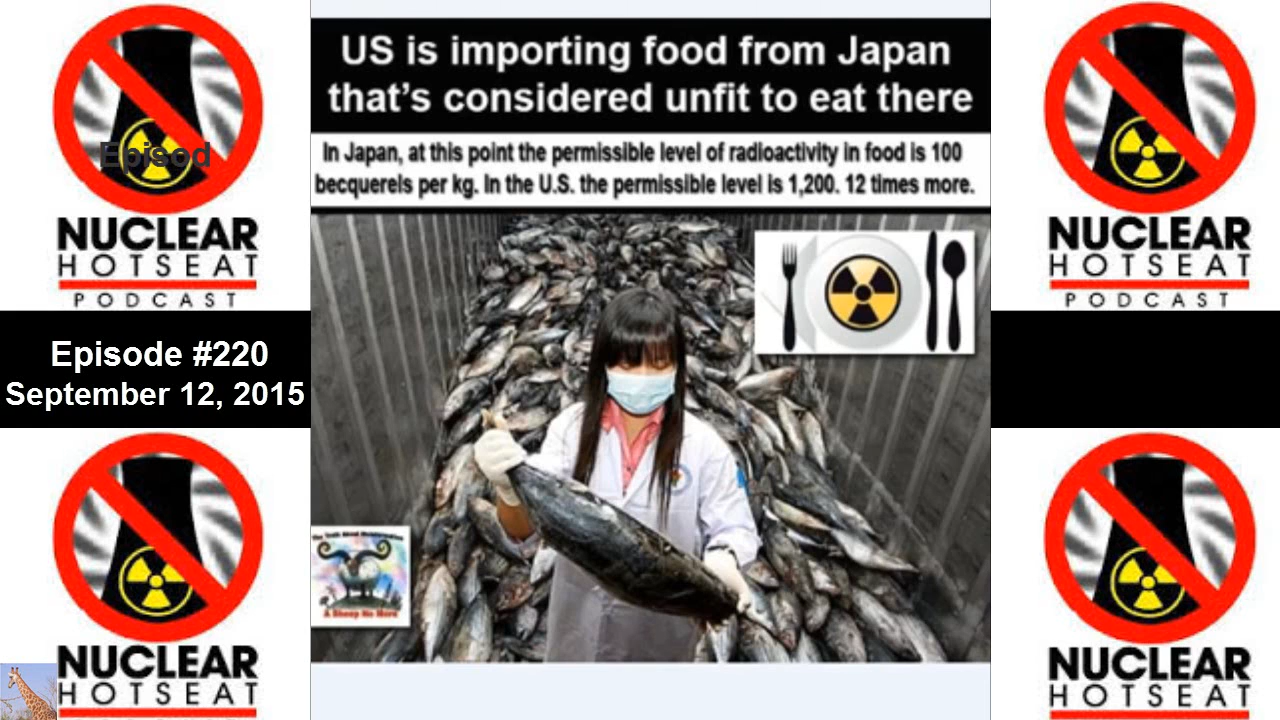 US is importing food from Japan
that's considered unfit to eat there
In Japan, at this point the permissible level of radioactivity in food is 100
becquerels per kg. In the U.S. the permissible level is 1,200. 12 times more.
Episod
NUCLEAR
HOTSEAT
PODCAST
NUCLEAR
HOTSEAT
PODCAST
Episode #220
September 12, 2015
A Sheep No More
NUCLEAR
HOTSEAT
NUCLEAR
HOTSEAT